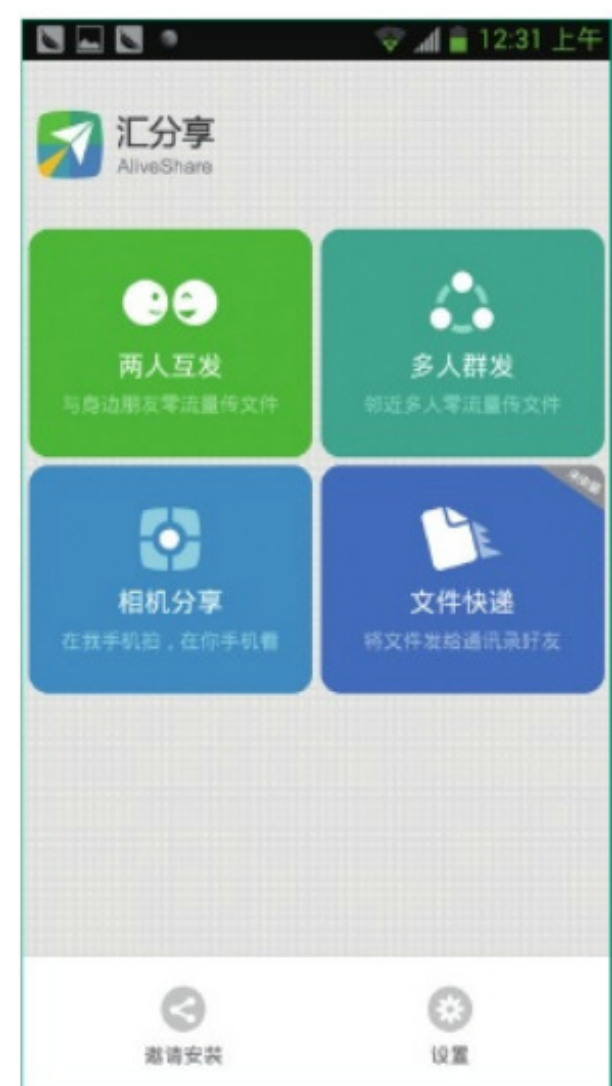 12:31 上午
汇分享
AliveShare
两人互发
与身边朋友零流量传文件
多人群发
邻近多人零流量传文件
相机分享
在我手机拍，在你手机看
文件快递
将文件发给通讯录好友
邀请安装
设置